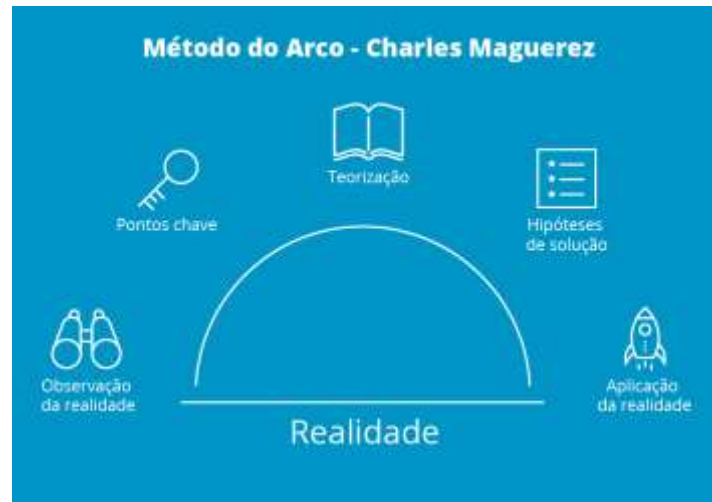 Método do Arco - Charles Maguerez
Teorização
Pontos chave
Hipóteses
de solução
Observação
da realidade
Aplicação
da realidade
Realidade